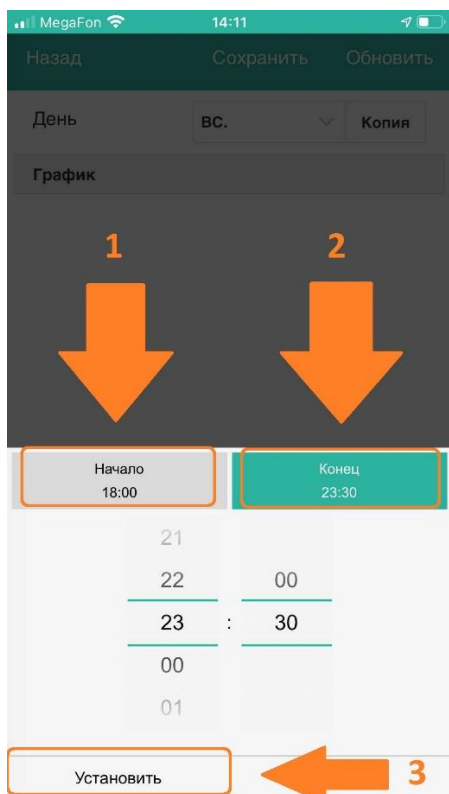 MegaFon 14:11
Назад Сохранить Обновить
День ВС. Копия
График
1 2
Начало Конец
18:00 23:30
21
22 00
23 : 30
00
01
Установить 3